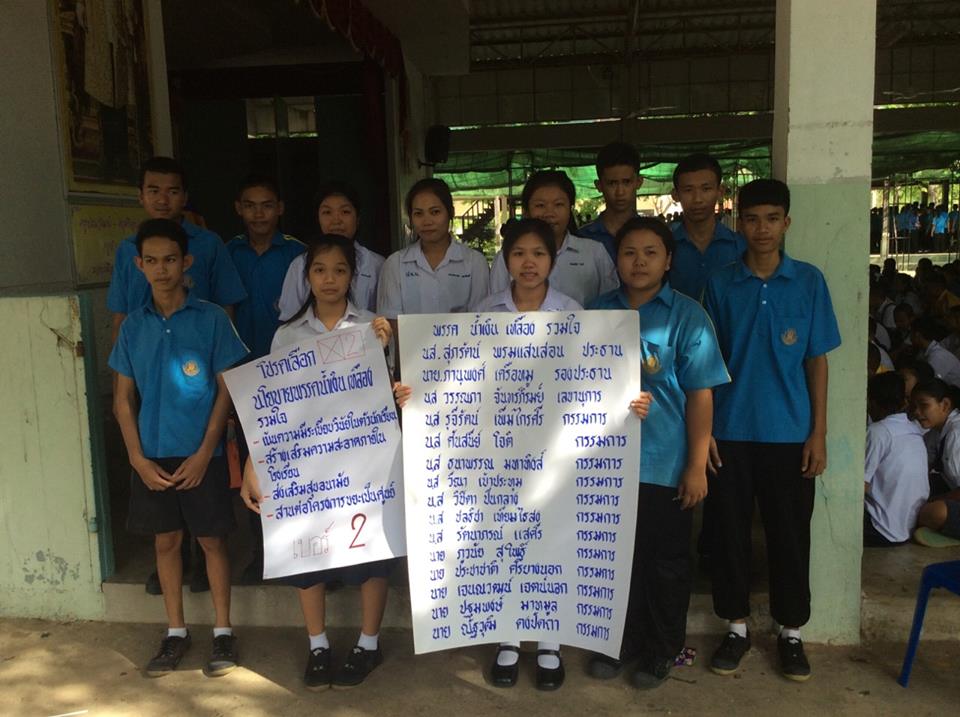 โปรดเลือก 2
นโยบายพรรคน้ำเงิน เหลือง
รวมใจ
- เน้นความมีระเบียบวินัยในตัวนักเรียน
- สร้างเสริมความสะอาดภายใน
โรงเรียน
- ส่งเสริมสุขอนามัย
- สานต่อโครงการขยะเป็นศูนย์
เบอร์ 2
พรรค น้ำเงิน เหลือง รวมใจ
นส. สุภรัตน์ พรมแสนสอน ประธาน
นาย.ภานุพงศ์ เครือทุม รองประธาน
นส วรรณภา จันทรภิรมย์ เลขานุการ
นส รุจีรัตน์ เพิ่มไกรศรี กรรมการ
นส ศันสนีย์ โชติ กรรมการ
นส ธนาพรรณ มหาหิงส์ กรรมการ
นส วีณา เข้าประทุม กรรมการ
นส วิชิตา ปั่นกลาง กรรมการ
นส ชลธิชา เทียมไธสง กรรมการ
นส รัตนาภรณ์ แสศรี กรรมการ
นาย ภูวนัย สุโพธิ์ กรรมการ
นาย ประชาชาติ ศรียางนอก กรรมการ
นาย เจนณวัฒน์ เจตน์นอก กรรมการ
นาย ปฐมพงษ์ มาทมูล กรรมการ
นาย ณัฐวุฒิ คงปัตถา กรรมการ